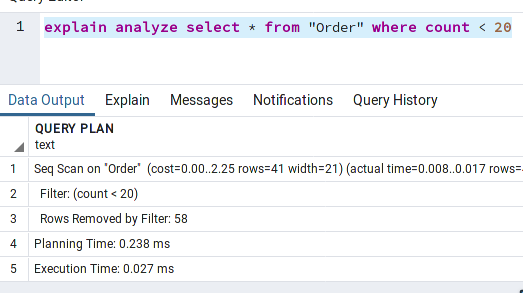 1 explain analyze select * from "Order" where count < 20
Data Output Explain Messages Notifications Query History
QUERY PLAN
text
1 Seq Scan on "Order" (cost=0.00..2.25 rows=41 width=21) (actual time=0.008..0.017 rows=
2 Filter: (count < 20)
3 Rows Removed by Filter: 58
4 Planning Time: 0.238 ms
5 Execution Time: 0.027 ms